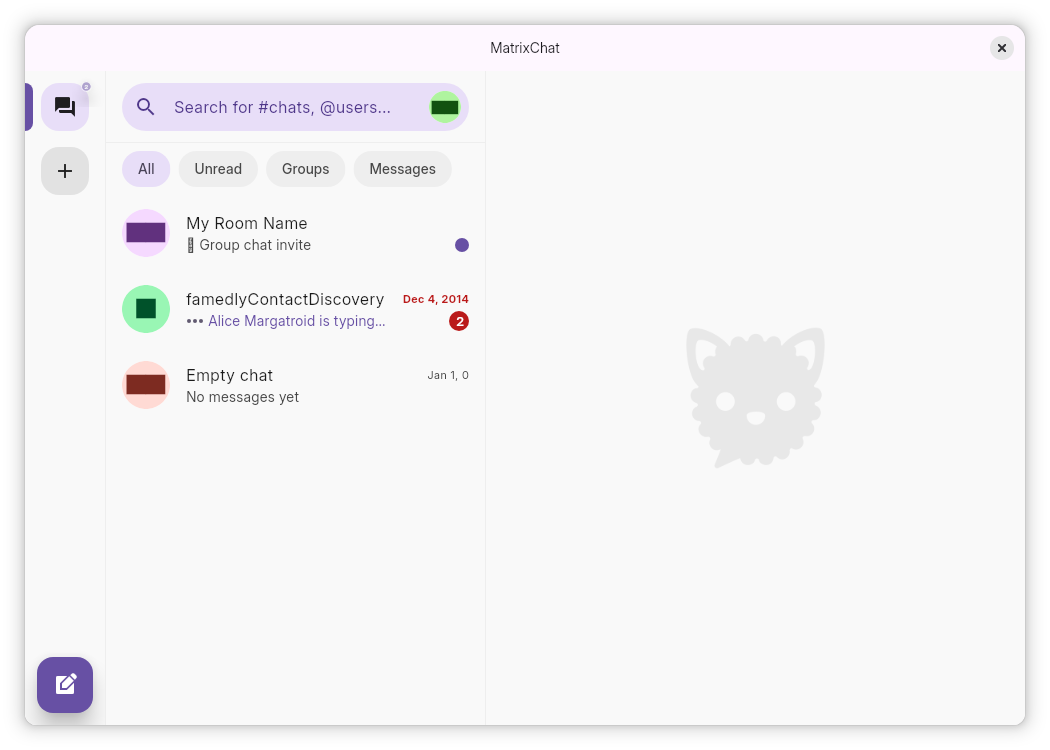 MatrixChat
Search for #chats, @users...
All
Unread
Groups
Messages
My Room Name
Group chat invite
famedlyContactDiscovery
Dec 4, 2014
Alice Margatroid is typing...
2
Empty chat
Jan 1, 0
No messages yet